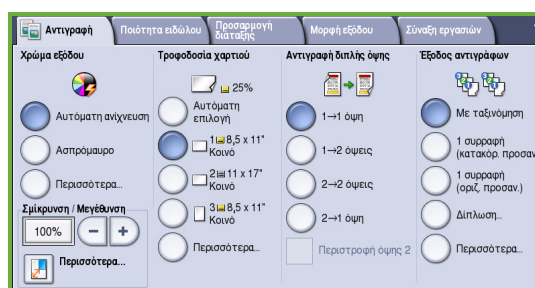 Αντιγραφή
Ποιότητα ειδώλου
Προσαρμογή
διάταξης
Μορφή εξόδου
Σύναξη εργασιών
Χρώμα εξόδου
Αυτόματη ανίχνευση
Ασπρόμαυρο
Περισσότερα...
Σμίκρυνση / Μεγέθυνση
100%
Περισσότερα...
Τροφοδοσία χαρτιού
25%
Αυτόματη
επιλογή
1 8,5 x 11"
Κοινό
2 11 x 17"
Κοινό
3 8,5 x 11"
Κοινό
Περισσότερα...
Αντιγραφή διπλής όψης
1→1 όψη
1→2 όψεις
2→2 όψεις
2→1 όψη
Περιστροφή όψης 2
Έξοδος αντιγράφων
Με ταξινόμηση
1 συρραφή
(κατακόρ. προσαν
1 συρραφή
(οριζ. προσαν.)
Δίπλωση...
Περισσότερα...